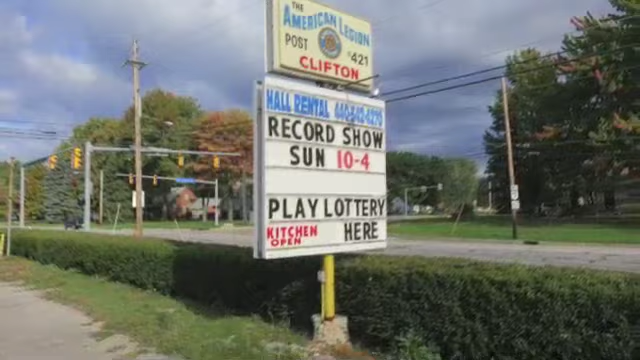 THE
AMERICAN LEGION
POST #421
CLIFTON
HALL RENTAL
RECORD SHOW
SUN 10-4
PLAY LOTTERY
KITCHEN OPEN HERE